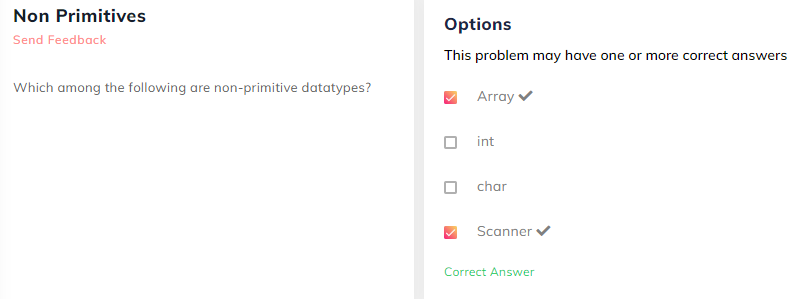 Non Primitives
Send Feedback
Which among the following are non-primitive datatypes?
Options
This problem may have one or more correct answers
Array
int
char
Scanner
Correct Answer